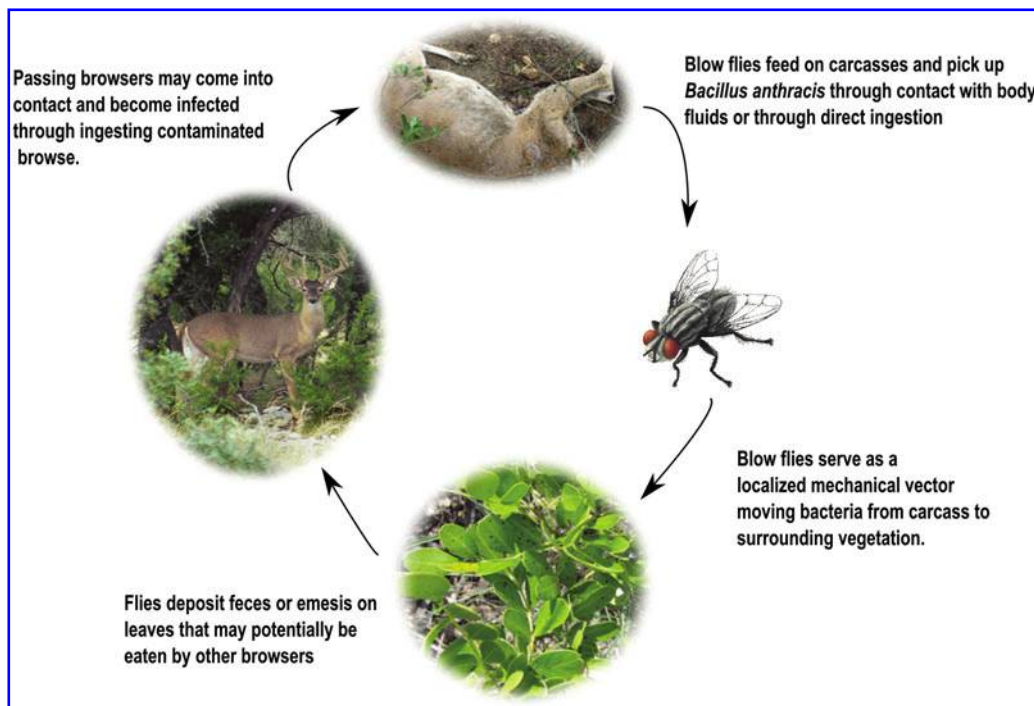 Passing browsers may come into
contact and become infected
through ingesting contaminated
browse.
Blow flies feed on carcasses and pick up
Bacillus anthracis through contact with body
fluids or through direct ingestion
Blow flies serve as a
localized mechanical vector
moving bacteria from carcass to
surrounding vegetation.
Flies deposit feces or emesis on
leaves that may potentially be
eaten by other browsers